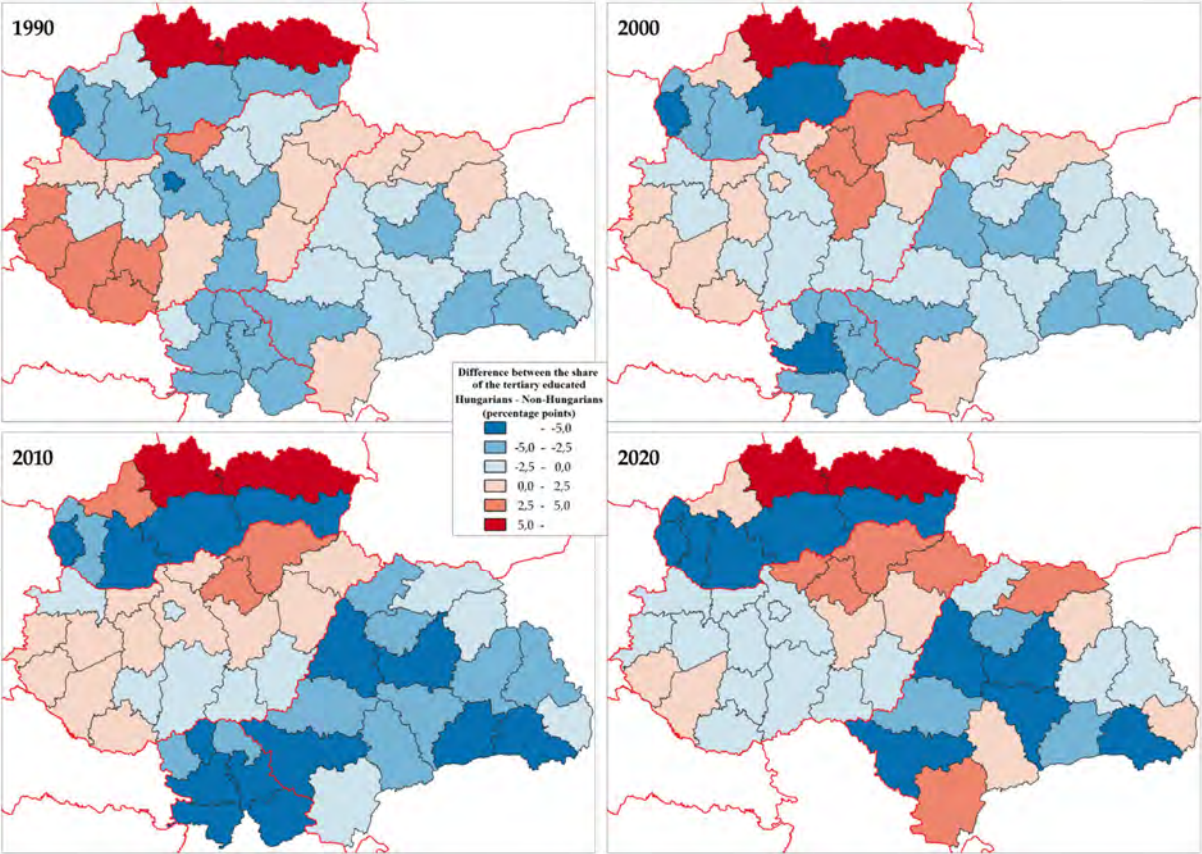 1990
2000
Difference between the share
of the tertiary educated
Hungarians - Non-Hungarians
(percentage points)
- -5,0
-5,0 - -2,5
-2,5 - 0,0
0,0 - 2,5
2,5 - 5,0
5,0 -
2010
2020